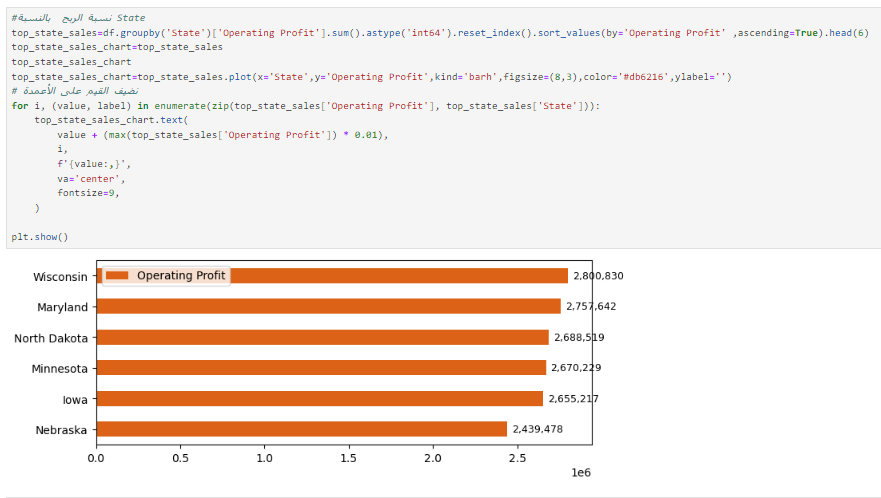 #نسبة الربح بالنسبة State
top_state_sales=df.groupby('State')['Operating Profit'].sum().astype('int64').reset_index().sort_values(by='Operating Profit' ,ascending=True).head(6)
top_state_sales_chart=top_state_sales
top_state_sales_chart
top_state_sales_chart=top_state_sales.plot(x='State',y='Operating Profit',kind='barh',figsize=(8,3),color='#db6216',ylabel='')
# نضيف القيم على الأعمدة
for i, (value, label) in enumerate(zip(top_state_sales['Operating Profit'], top_state_sales['State'])):
    top_state_sales_chart.text(
        value + (max(top_state_sales['Operating Profit']) * 0.01),
        i,
        f'{value:,}',
        va='center',
        fontsize=9,
    )
plt.show()
Operating Profit
Wisconsin 2,800,830
Maryland 2,757,642
North Dakota 2,688,519
Minnesota 2,670,229
Iowa 2,655,217
Nebraska 2,439,478
0.0 0.5 1.0 1.5 2.0 2.5
1e6